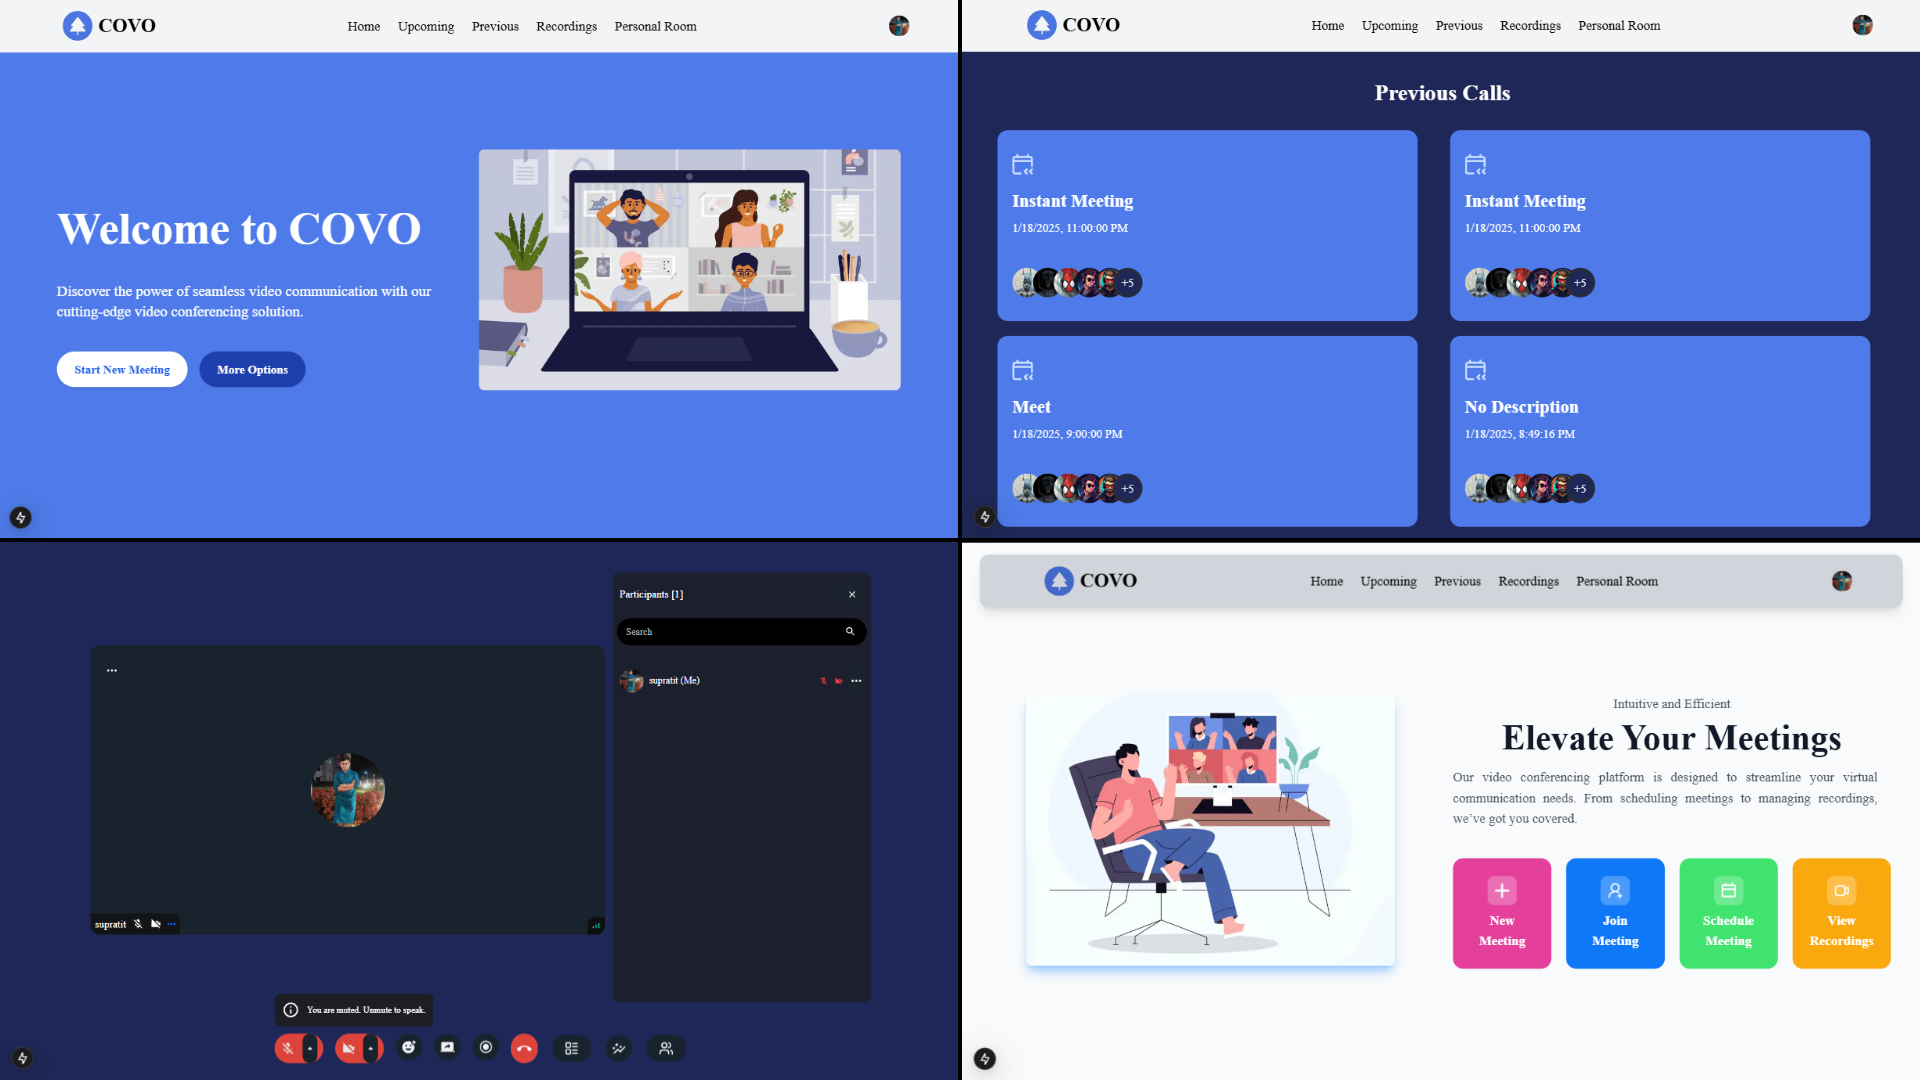 COVO
Home Upcoming Previous Recordings Personal Room
Welcome to COVO
Discover the power of seamless video communication with our
cutting-edge video conferencing solution.
Start New Meeting More Options
COVO
Home Upcoming Previous Recordings Personal Room
Previous Calls
Instant Meeting
1/18/2025, 11:00:00 PM
+5
Instant Meeting
1/18/2025, 11:00:00 PM
+5
Meet
1/18/2025, 9:00:00 PM
+5
No Description
1/18/2025, 8:49:16 PM
+5
Participants [1]
Search
supratit (Me)
supratit
You are muted. Unmute to speak.
COVO
Home Upcoming Previous Recordings Personal Room
Intuitive and Efficient
Elevate Your Meetings
Our video conferencing platform is designed to streamline your virtual
communication needs. From scheduling meetings to managing recordings,
we've got you covered.
New
Meeting
Join
Meeting
Schedule
Meeting
View
Recordings